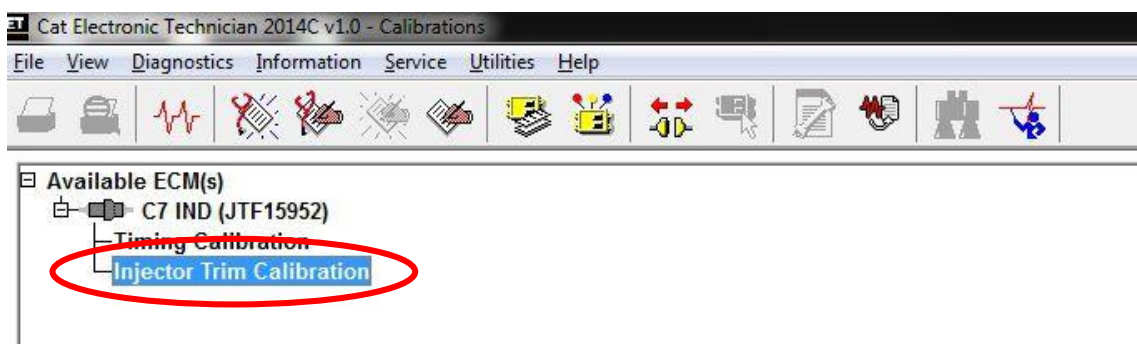 ET Cat Electronic Technician 2014C v1.0 - Calibrations
File View Diagnostics Information Service Utilities Help
Available ECM(s)
C7 IND (JTF15952)
Timing Calibration
Injector Trim Calibration